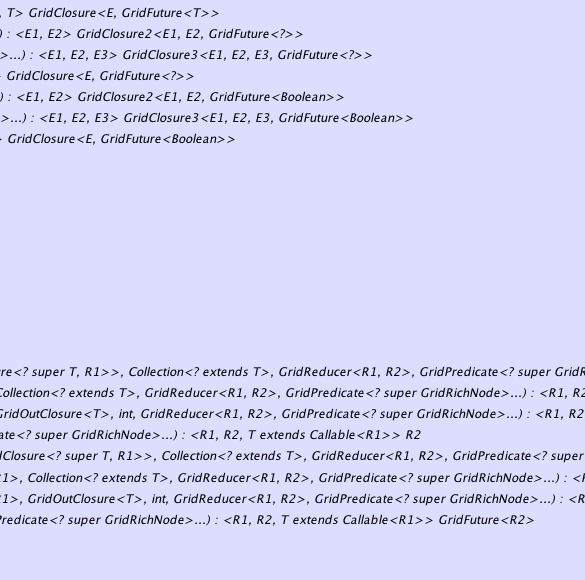 , T> GridClosure<E, GridFuture<T>>
) : <E1, E2> GridClosure2<E1, E2, GridFuture<?>>
>...) : <E1, E2, E3> GridClosure3<E1, E2, E3, GridFuture<?>>
> GridClosure<E, GridFuture<?>>
) : <E1, E2> GridClosure2<E1, E2, GridFuture<Boolean>>
>...) : <E1, E2, E3> GridClosure3<E1, E2, E3, GridFuture<Boolean>>
> GridClosure<E, GridFuture<Boolean>>
re<? super T, R1>>, Collection<? extends T>, GridReducer<R1, R2>, GridPredicate<? super GridR
Collection<? extends T>, GridReducer<R1, R2>, GridPredicate<? super GridRichNode>...) : <R1, R2
GridOutClosure<T>, int, GridReducer<R1, R2>, GridPredicate<? super GridRichNode>...) : <R1, R2
ate<? super GridRichNode>...) : <R1, R2, T extends Callable<R1>> R2
dClosure<? super T, R1>>, Collection<? extends T>, GridReducer<R1, R2>, GridPredicate<? super
R1>, Collection<? extends T>, GridReducer<R1, R2>, GridPredicate<? super GridRichNode>...) : <R
R1>, GridOutClosure<T>, int, GridReducer<R1, R2>, GridPredicate<? super GridRichNode>...) : <R
Predicate<? super GridRichNode>...) : <R1, R2, T extends Callable<R1>> GridFuture<R2>